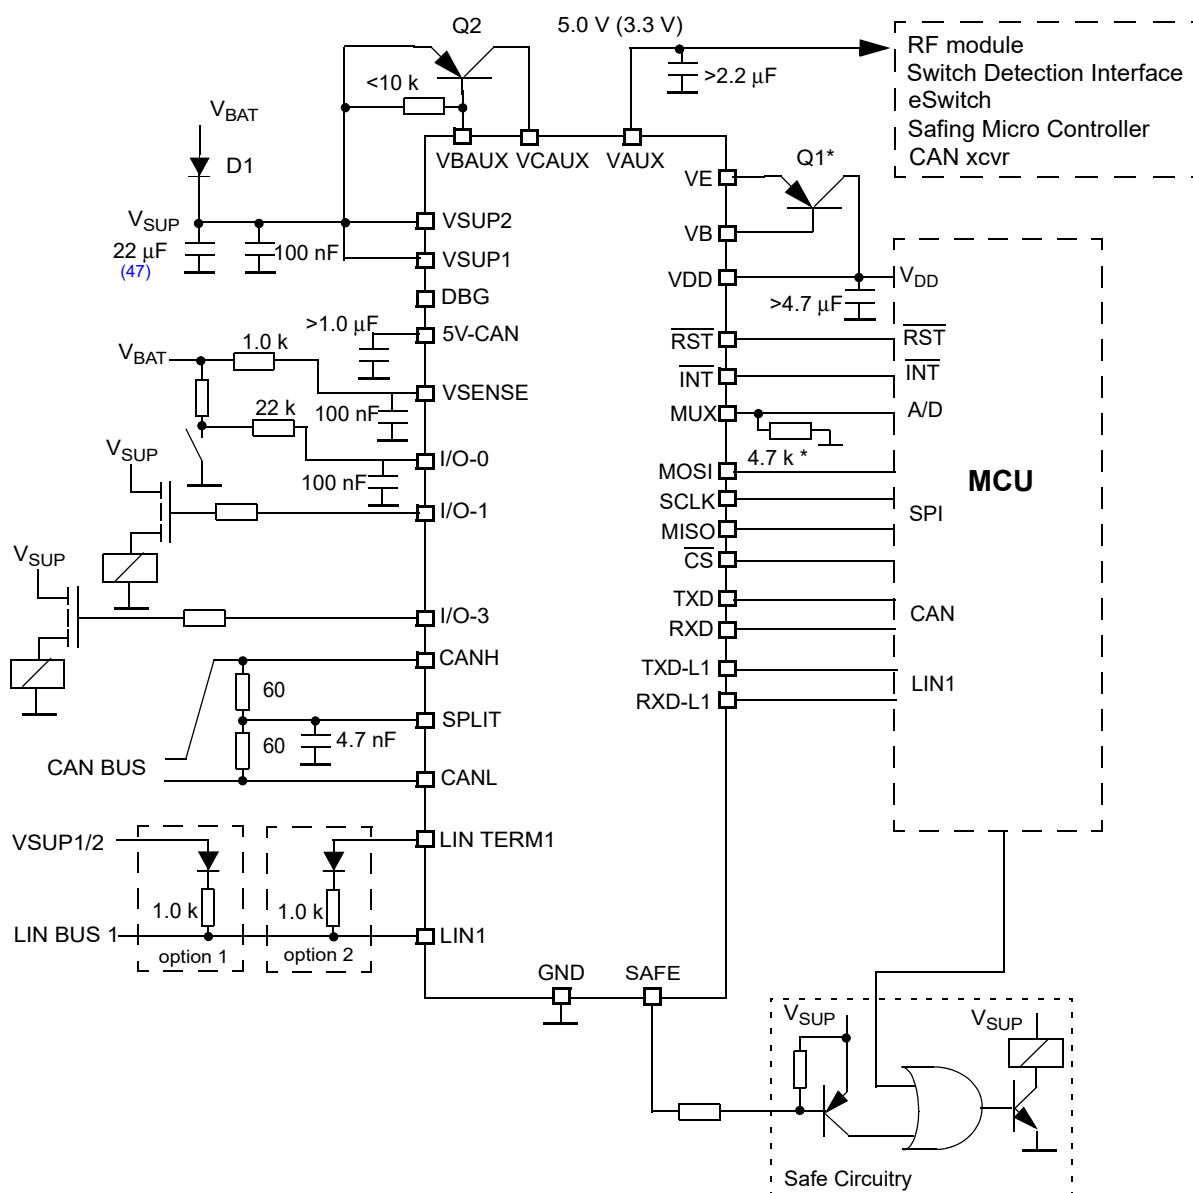 Q2
5.0 V (3.3 V)
RF module
Switch Detection Interface
eSwitch
Safing Micro Controller
CAN xcvr
>2.2 μF
<10 k
VBAT
D1
VBAUX
VCAUX
VAUX
Q1*
VE
VB
VDD
VSUP
22 μF
(47)
100 nF
VSUP2
VSUP1
DBG
5V-CAN
>1.0 μF
VDD
>4.7 μF
RST
RST
INT
INT
MUX
A/D
4.7 k *
VBAT
1.0 k
VSENSE
100 nF
22 k
I/O-0
100 nF
VSUP
I/O-1
MOSI
SCLK
MISO
CS
SPI
MCU
VSUP
I/O-3
TXD
RXD
CAN
TXD-L1
RXD-L1
LIN1
CANH
60
SPLIT
60
4.7 nF
CAN BUS
CANL
VSUP1/2
LIN TERM1
1.0 k
1.0 k
LIN BUS 1
LIN1
option 1
option 2
GND
SAFE
VSUP
VSUP
Safe Circuitry